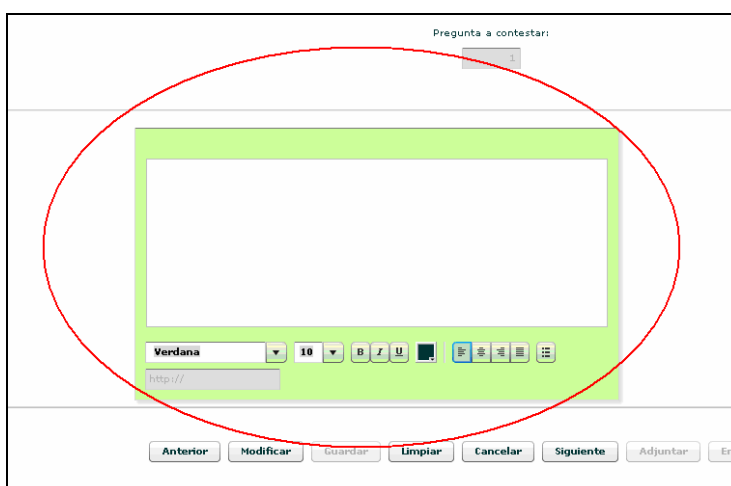 Pregunta a contestar:
1
Verdana 10 B I U
http://
Anterior Modificar Guardar Limpiar Cancelar Siguiente Adjuntar